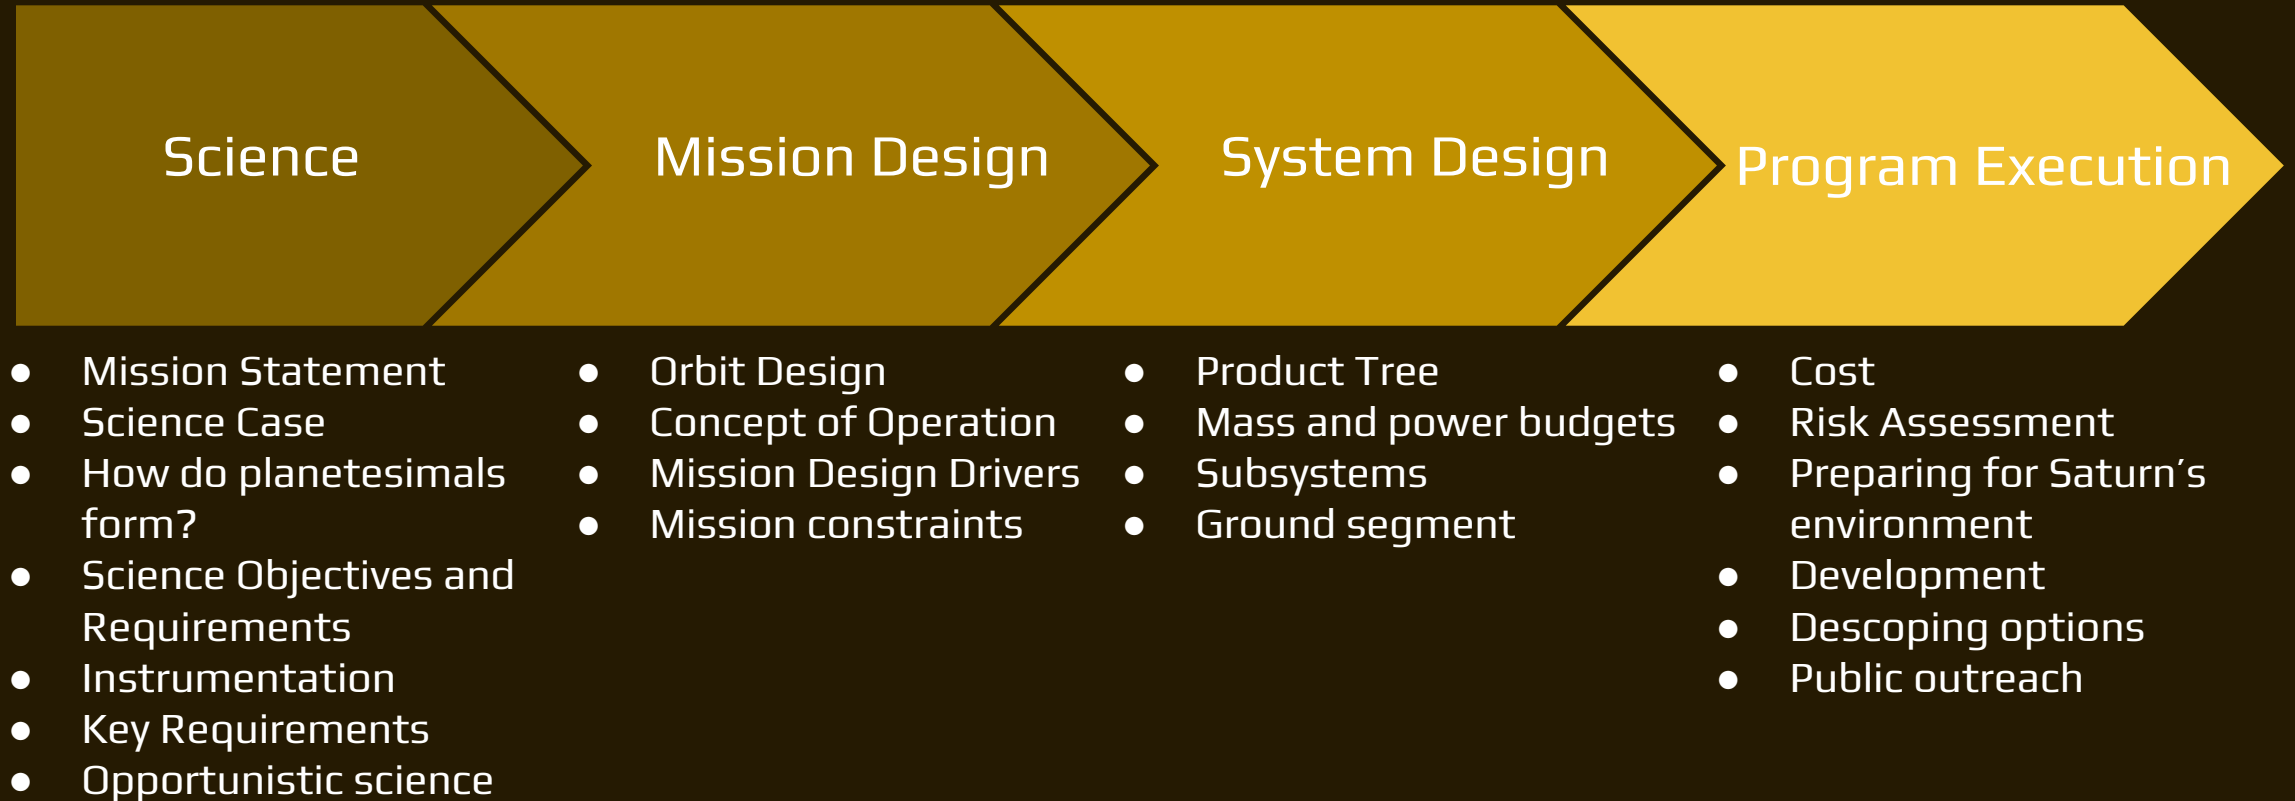 Science
Mission Design
System Design
Program Execution
● Mission Statement
● Science Case
● How do planetesimals
form?
● Science Objectives and
Requirements
● Instrumentation
● Key Requirements
● Opportunistic science
● Orbit Design
● Concept of Operation
● Mission Design Drivers
● Mission constraints
● Product Tree
● Mass and power budgets
● Subsystems
● Ground segment
● Cost
● Risk Assessment
● Preparing for Saturn’s
environment
● Development
● Descoping options
● Public outreach